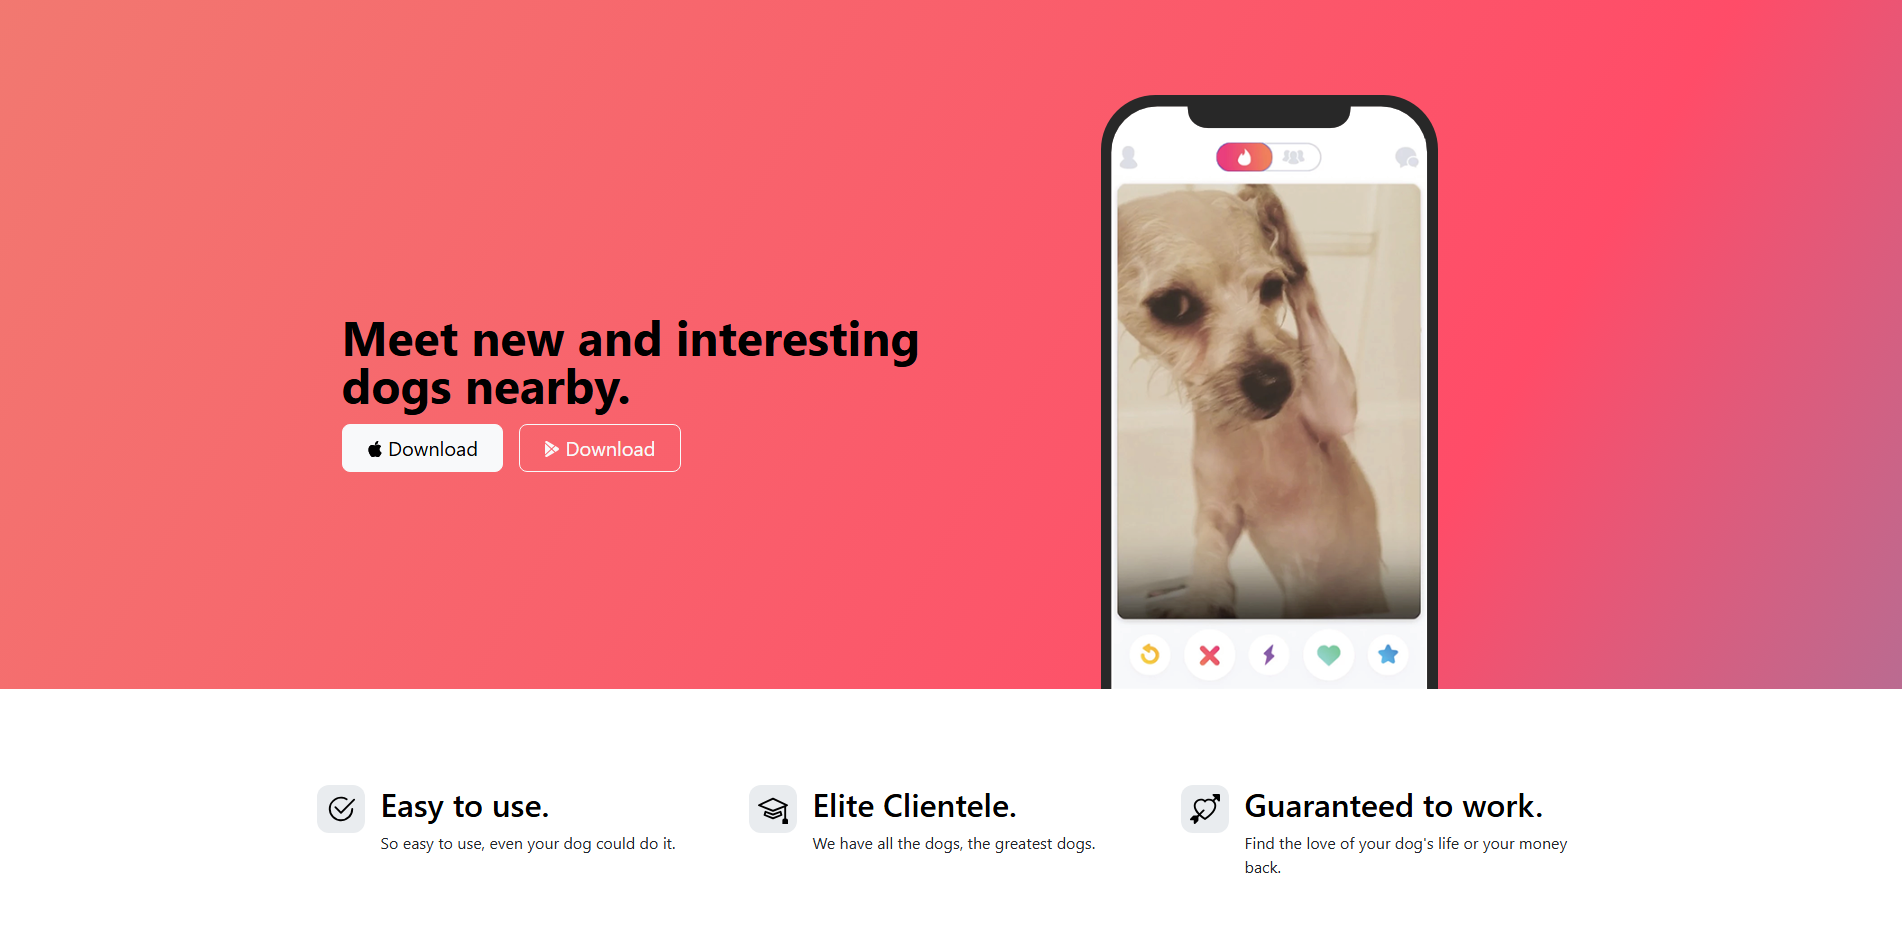 Meet new and interesting
dogs nearby.
Download
Download
Easy to use.
So easy to use, even your dog could do it.
Elite Clientele.
We have all the dogs, the greatest dogs.
Guaranteed to work.
Find the love of your dog's life or your money
back.